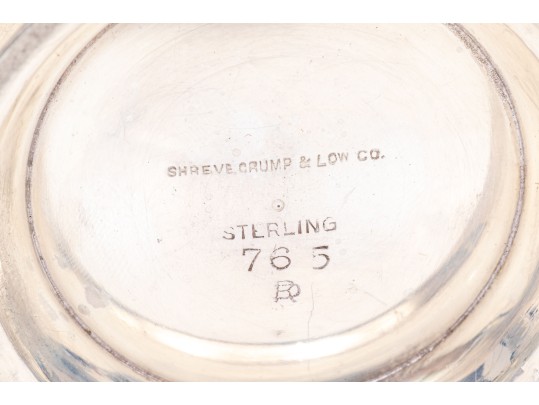 SHREVE CRUMP & LOW CO.
STERLING
765